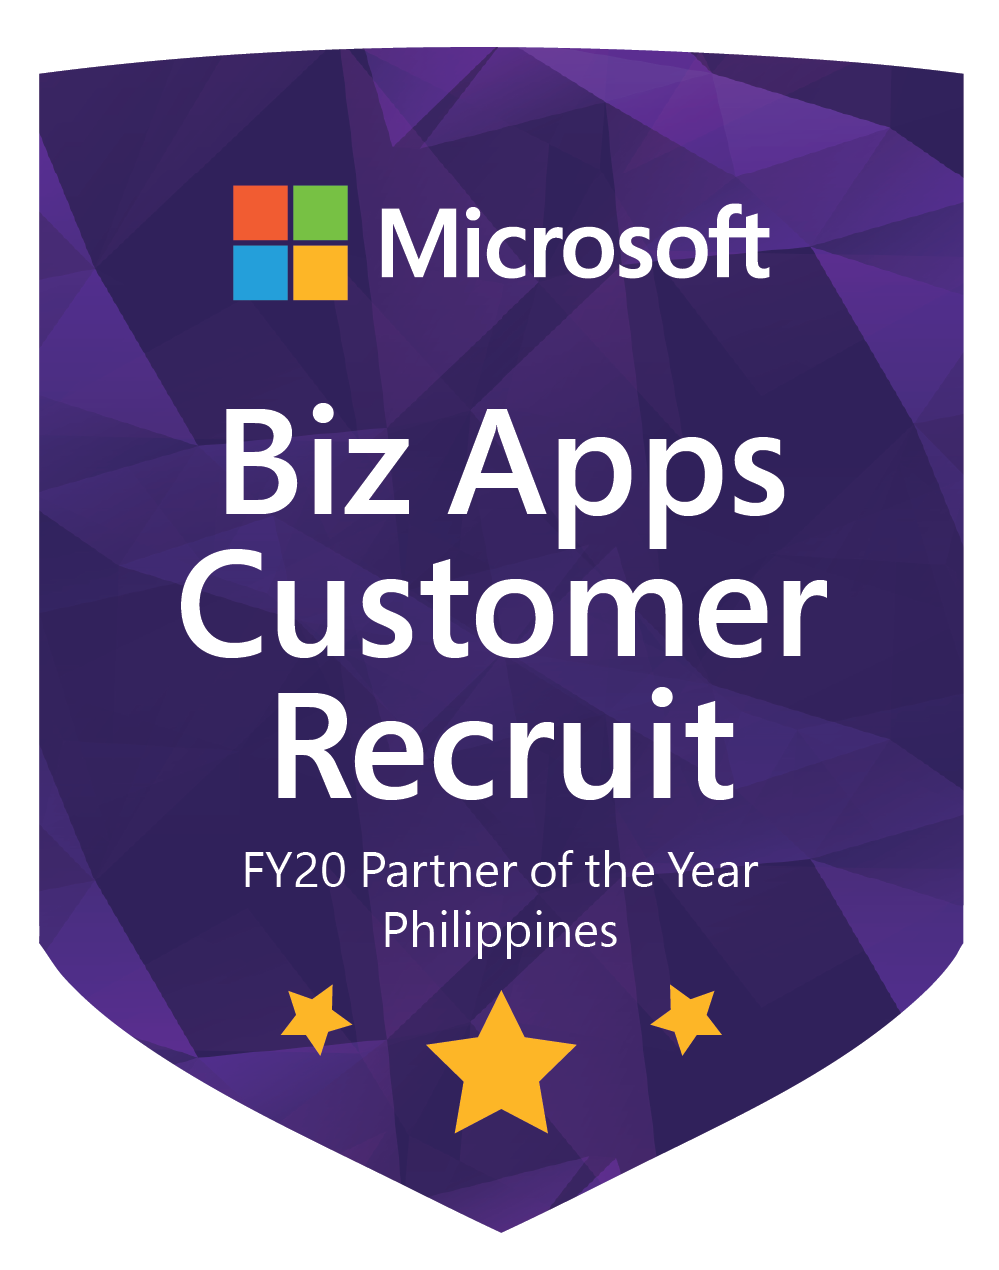 Microsoft
Biz Apps
Customer
Recruit
FY20 Partner of the Year
Philippines